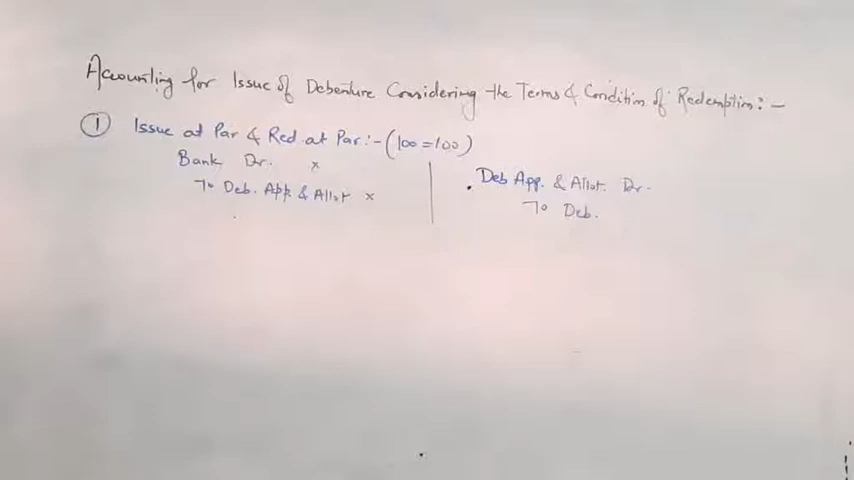 Accounting for Issue of Debenture Considering the Terms & Condition of Redemption:-
① Issue at Par & Red. at Par:- (100 = 100)
Bank Dr. x
To Deb. App. & Allot x
Deb App. & Allot. Dr.
To Deb.